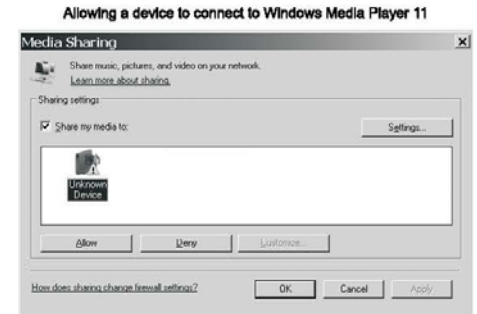 Allowing a device to connect to Windows Media Player 11
Media Sharing
Share music, pictures, and video on your network.
Learn more about sharing.
Sharing settings
Share my media to:
Settings...
Unknown
Device
Allow
Deny
Customize...
How does sharing change firewall settings?
OK
Cancel
Apply